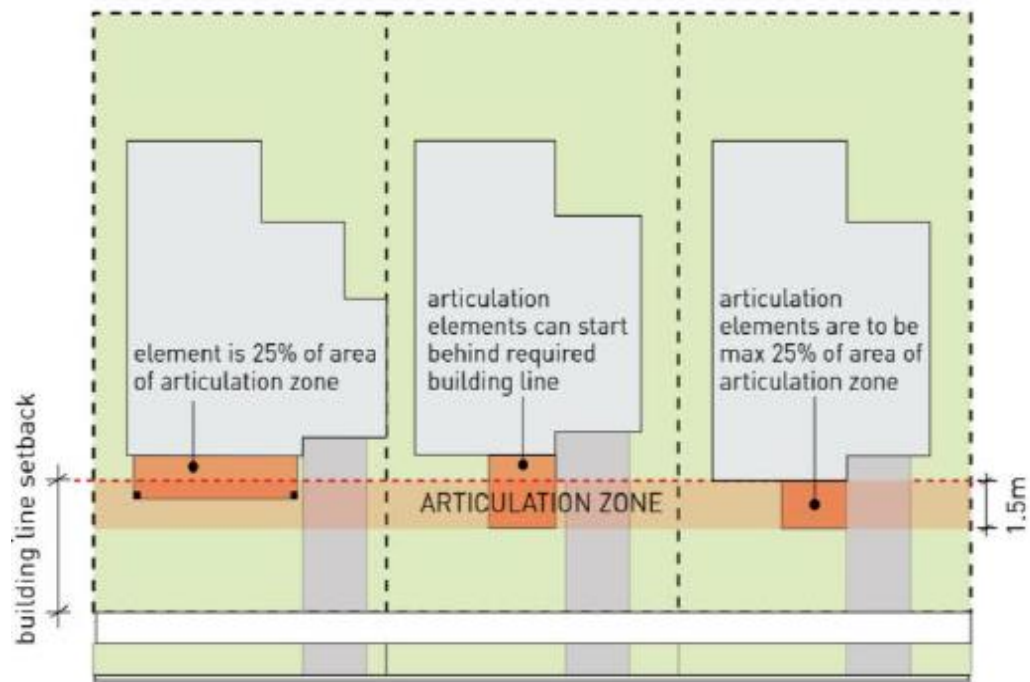 element is 25% of area
of articulation zone
articulation
elements can start
behind required
building line
articulation
elements are to be
max 25% of area of
articulation zone
ARTICULATION ZONE
building line setback
1.5m